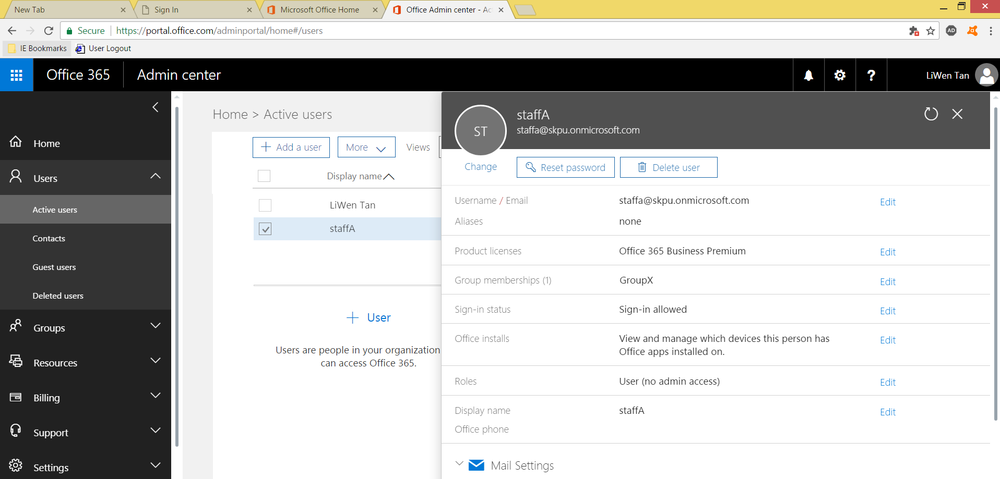 New Tab
Sign In
Microsoft Office Home
Office Admin center - Ac
Secure
https://portal.office.com/adminportal/home#/users
AD
IE Bookmarks
User Logout
Office 365
Admin center
?
LiWen Tan
Home
Users
Active users
Contacts
Guest users
Deleted users
Groups
Resources
Billing
Support
Settings
Home > Active users
Add a user
More
Views
Display name
LiWen Tan
staffA
User
Users are people in your organization
can access Office 365.
ST
staffA
staffa@skpu.onmicrosoft.com
Change
Reset password
Delete user
Username / Email
staffa@skpu.onmicrosoft.com
Edit
Aliases
none
Product licenses
Office 365 Business Premium
Edit
Group memberships (1)
GroupX
Edit
Sign-in status
Sign-in allowed
Edit
Office installs
View and manage which devices this person has
Office apps installed on.
Edit
Roles
User (no admin access)
Edit
Display name
staffA
Edit
Office phone
Mail Settings